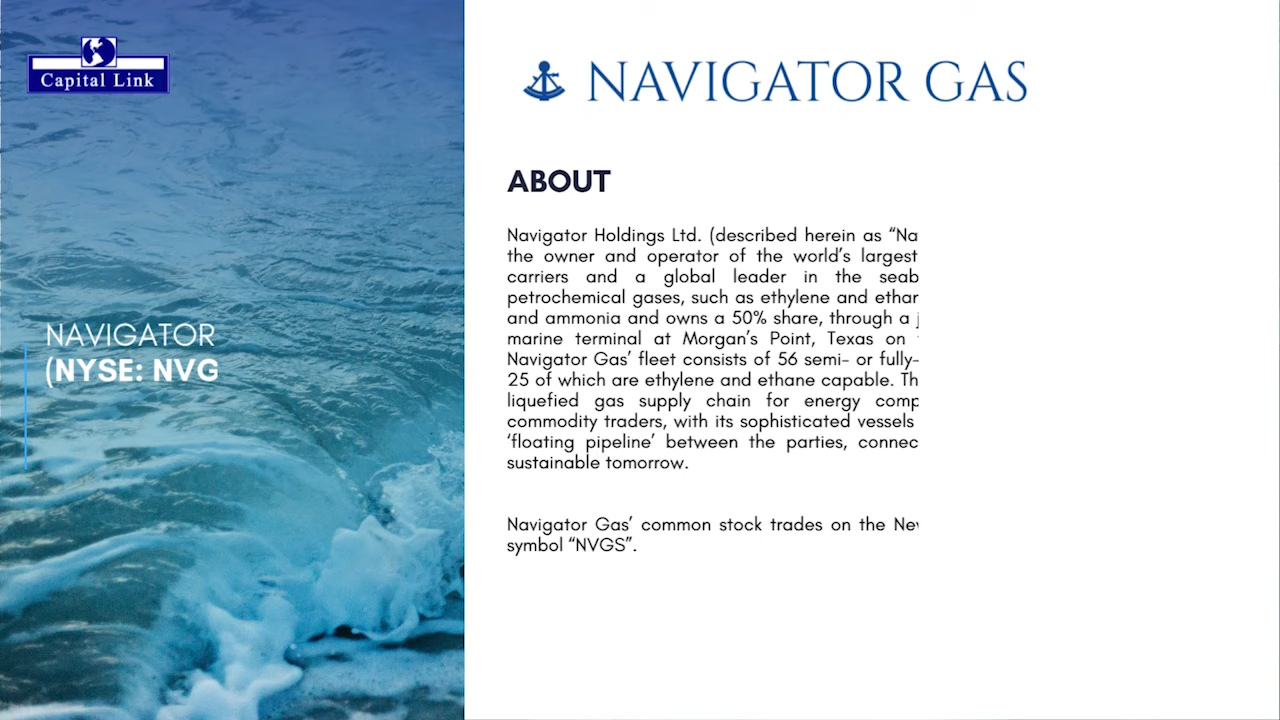 Capital Link
NAVIGATOR
(NYSE: NVG
NAVIGATOR GAS
ABOUT
Navigator Holdings Ltd. (described herein as “Na
the owner and operator of the world’s largest
carriers and a global leader in the seab
petrochemical gases, such as ethylene and ethan
and ammonia and owns a 50% share, through a j
marine terminal at Morgan’s Point, Texas on
Navigator Gas’ fleet consists of 56 semi- or fully-
25 of which are ethylene and ethane capable. Th
liquefied gas supply chain for energy comp
commodity traders, with its sophisticated vessels
‘floating pipeline’ between the parties, connec
sustainable tomorrow.
Navigator Gas’ common stock trades on the Nev
symbol “NVGS”.